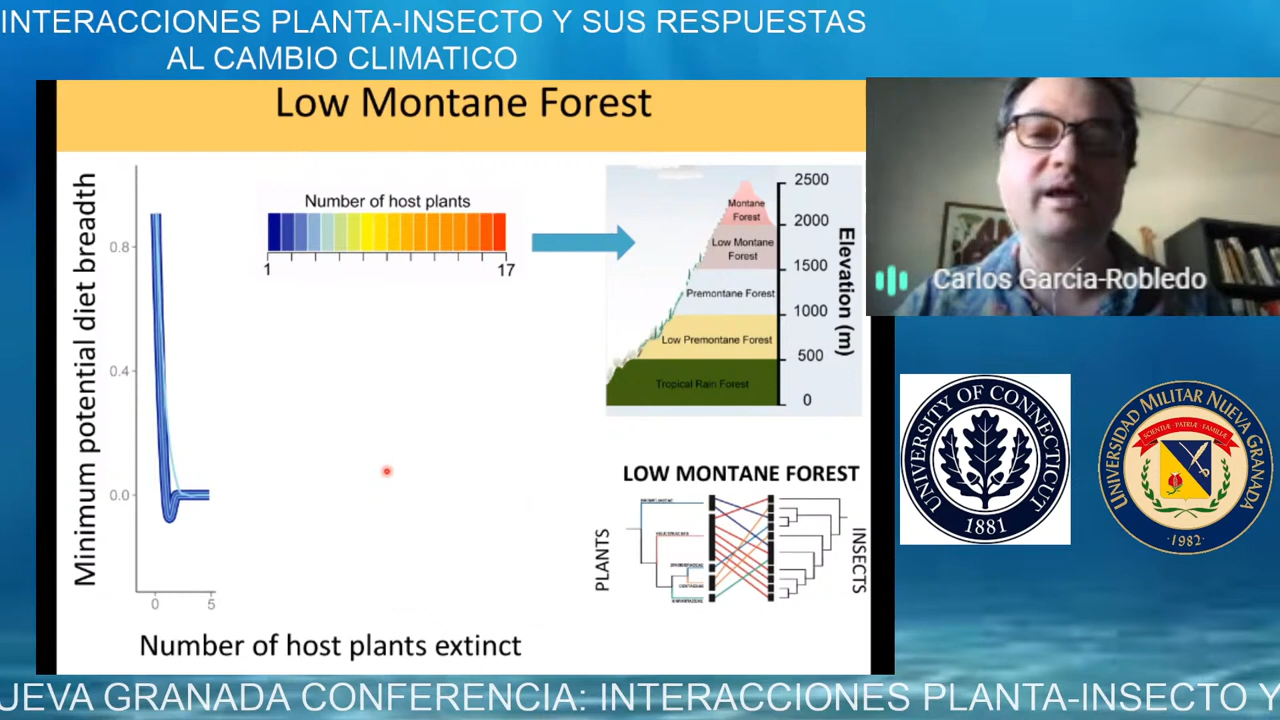 INTERACCIONES PLANTA-INSECTO Y SUS RESPUESTAS
AL CAMBIO CLIMATICO
Low Montane Forest
Minimum potential diet breadth
0.8
0.4
0.0
0
5
Number of host plants extinct
Number of host plants
1
17
2500
2000
1500
1000
500
0
Elevation (m)
Montane
Forest
Low Montane
Forest
Premontane Forest
Low Premontane Forest
Tropical Rain Forest
LOW MONTANE FOREST
PLANTS
INSECTS
Carlos Garcia-Robledo
UNIVERSITY OF CONNECTICUT
1881
UNIVERSIDAD MILITAR NUEVA GRANADA
SCIENTIÆ · PATRIÆ · FAMILIÆ
·1982·
JEVA GRANADA CONFERENCIA: INTERACCIONES PLANTA-INSECTO Y